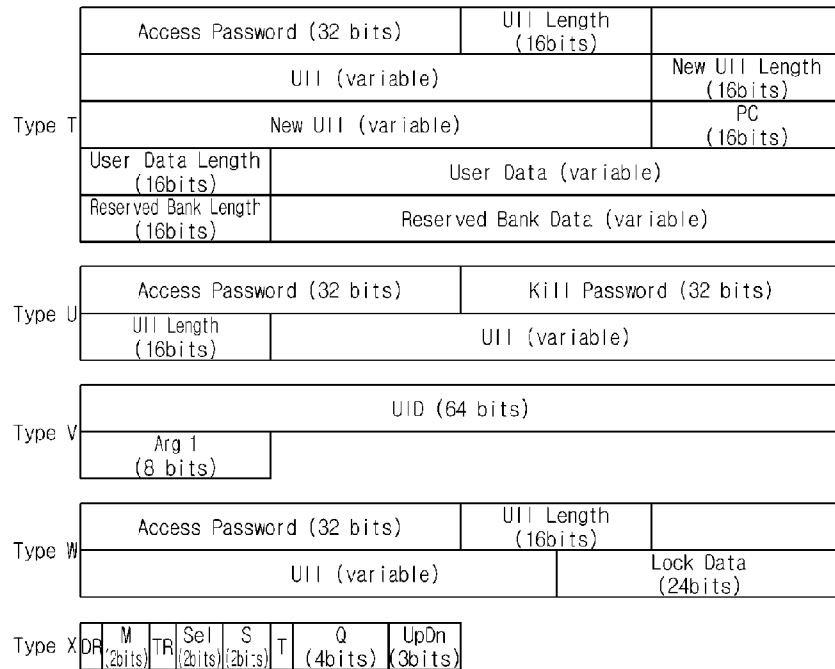 Access Password (32 bits) UII Length (16bits)
UII (variable) New UII Length (16bits)
Type T New UII (variable) PC (16bits)
User Data Length (16bits) User Data (variable)
Reserved Bank Length (16bits) Reserved Bank Data (variable)
Type U Access Password (32 bits) Kill Password (32 bits)
UII Length (16bits) UII (variable)
Type V UID (64 bits)
Arg 1 (8 bits)
Type W Access Password (32 bits) UII Length (16bits)
UII (variable) Lock Data (24bits)
Type X DR M (2bits) TR Sel (2bits) S (2bits) T Q (4bits) UpDn (3bits)